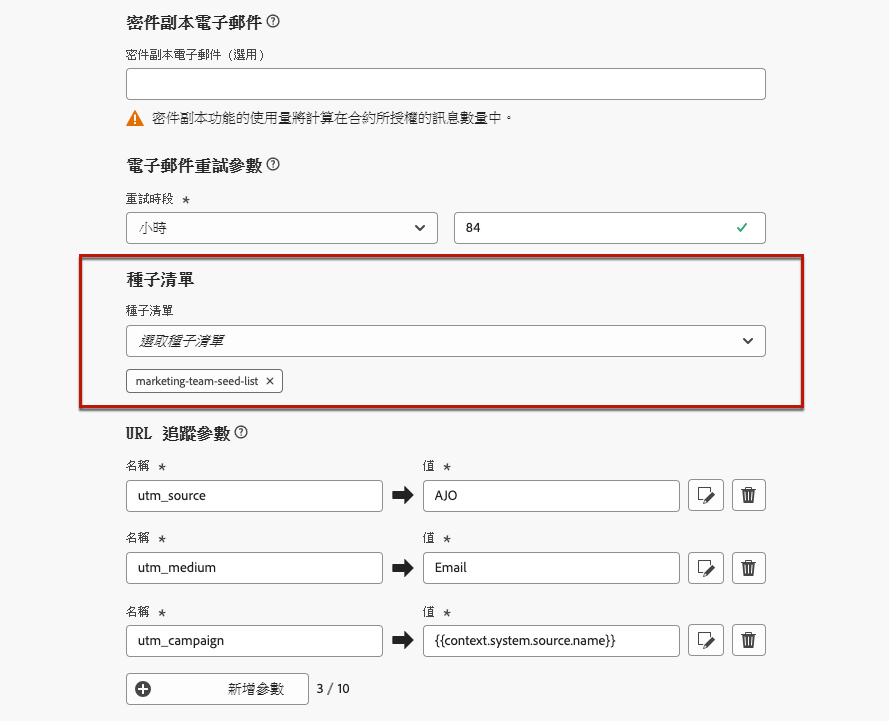 密件副本電子郵件
密件副本電子郵件 (選用)
密件副本功能的使用量將計算在合約所授權的訊息數量中。
電子郵件重試參數
重試時段 *
小時 84
種子清單
種子清單
選取種子清單
marketing-team-seed-list ×
URL 追蹤參數
名稱 * 值 *
utm_source AJO
名稱 * 值 *
utm_medium Email
名稱 * 值 *
utm_campaign {{context.system.source.name}}
新增參數 3 / 10